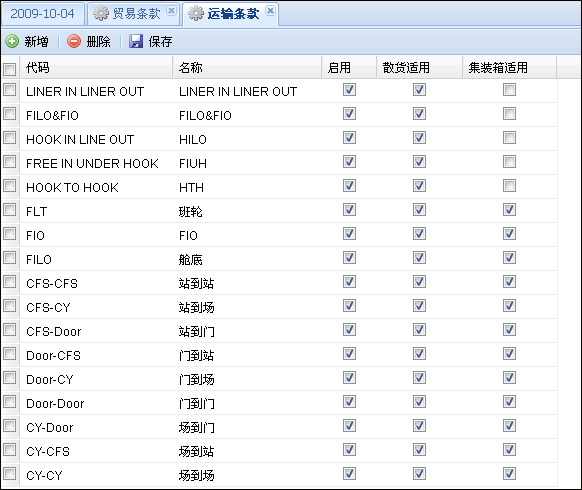 2009-10-04 贸易条款 运输条款
新增 删除 保存
代码 名称 启用 散货适用 集装箱适用
LINER IN LINER OUT LINER IN LINER OUT
FILO&FIO FILO&FIO
HOOK IN LINE OUT HILO
FREE IN UNDER HOOK FIUH
HOOK TO HOOK HTH
FLT 班轮
FIO FIO
FILO 舱底
CFS-CFS 站到站
CFS-CY 站到场
CFS-Door 站到门
Door-CFS 门到站
Door-CY 门到场
Door-Door 门到门
CY-Door 场到门
CY-CFS 场到站
CY-CY 场到场